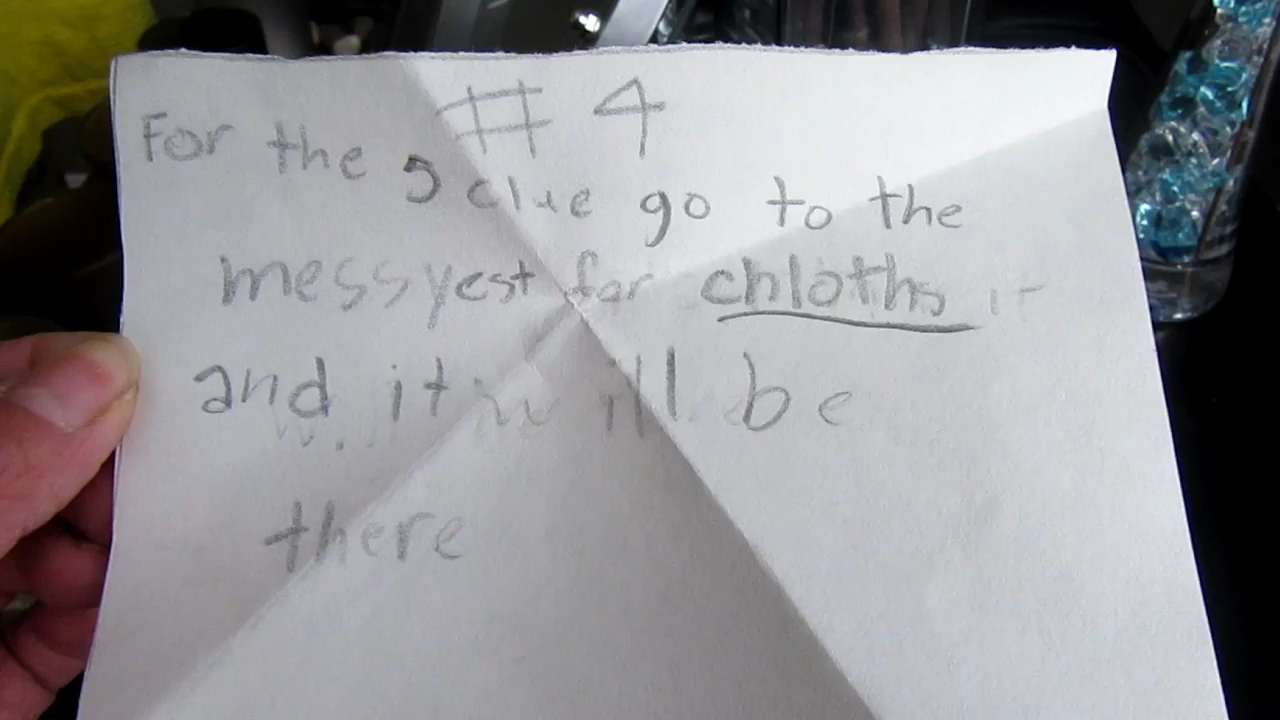 # 4
For the 5 clue go to the
messyest for chloths
and it will be
there